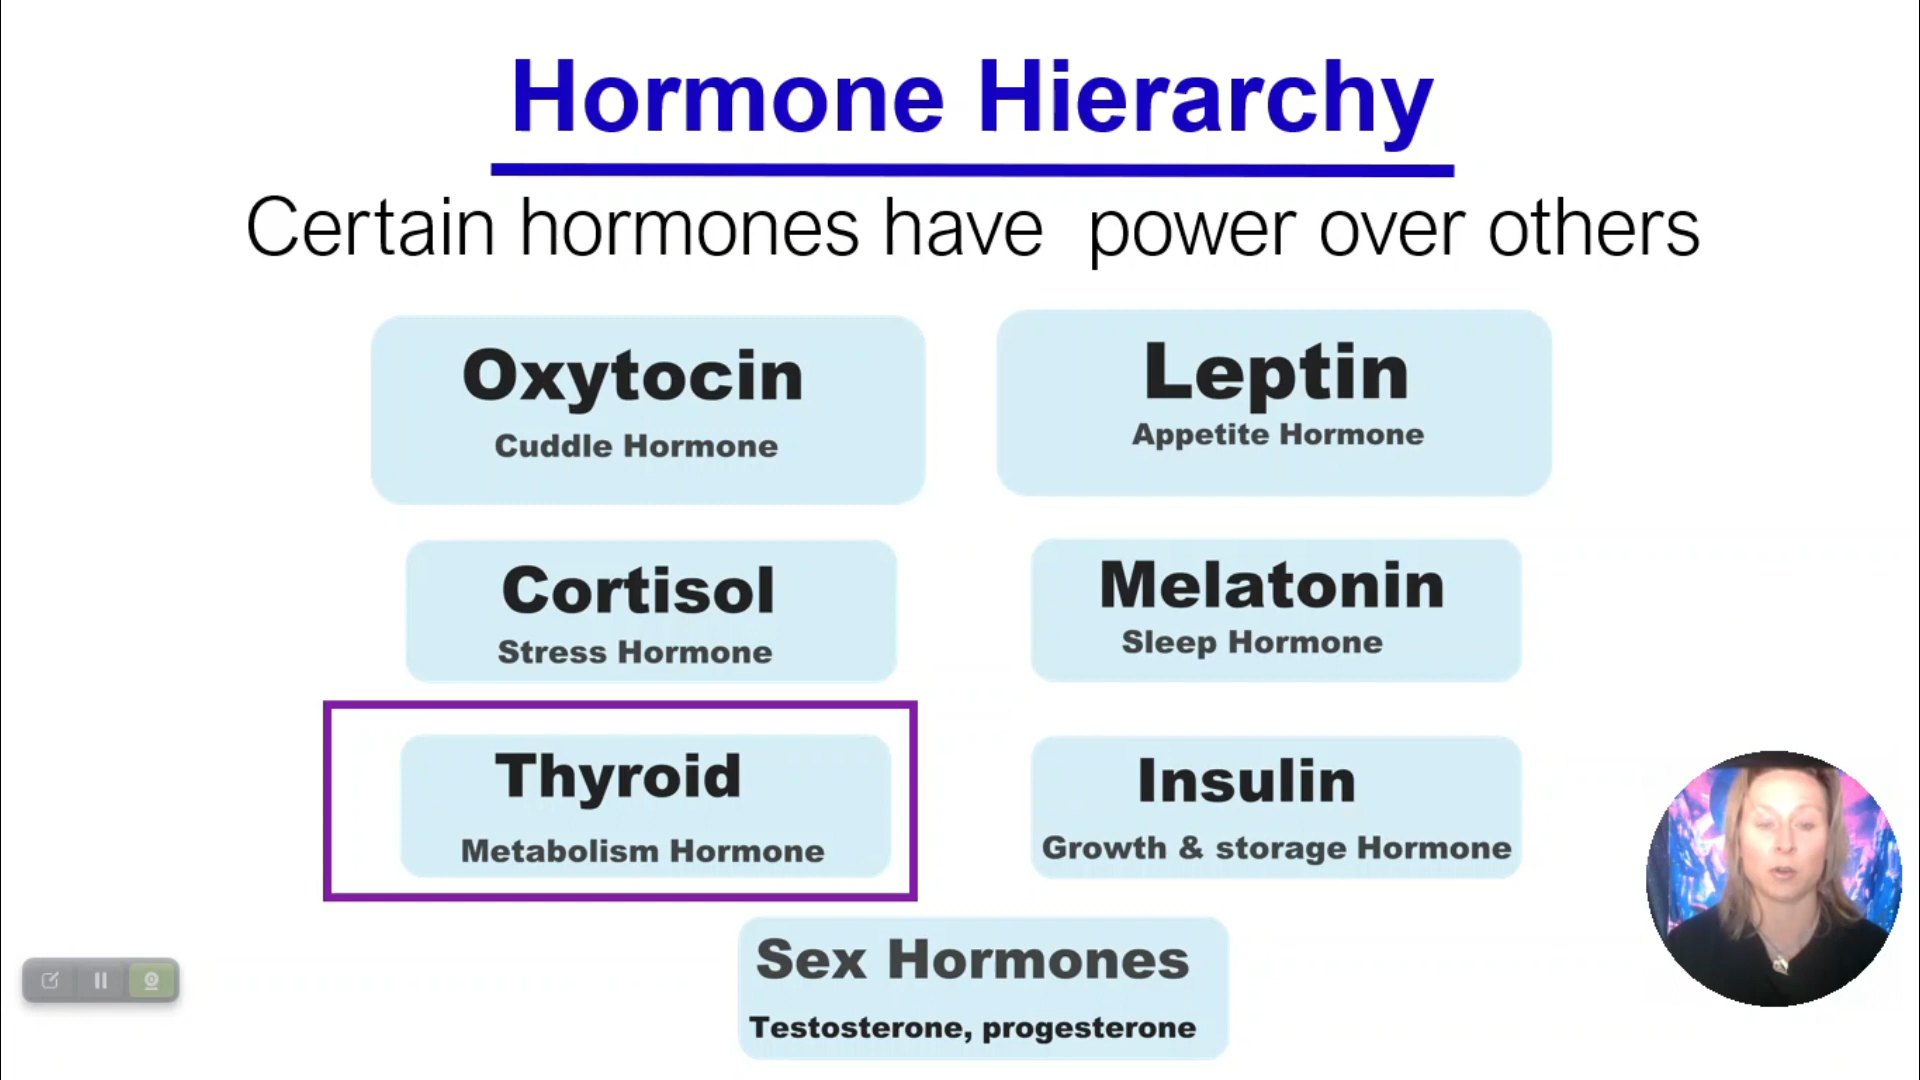 Hormone Hierarchy
Certain hormones have power over others
Oxytocin
Cuddle Hormone
Leptin
Appetite Hormone
Cortisol
Stress Hormone
Melatonin
Sleep Hormone
Thyroid
Metabolism Hormone
Insulin
Growth & storage Hormone
Sex Hormones
Testosterone, progesterone